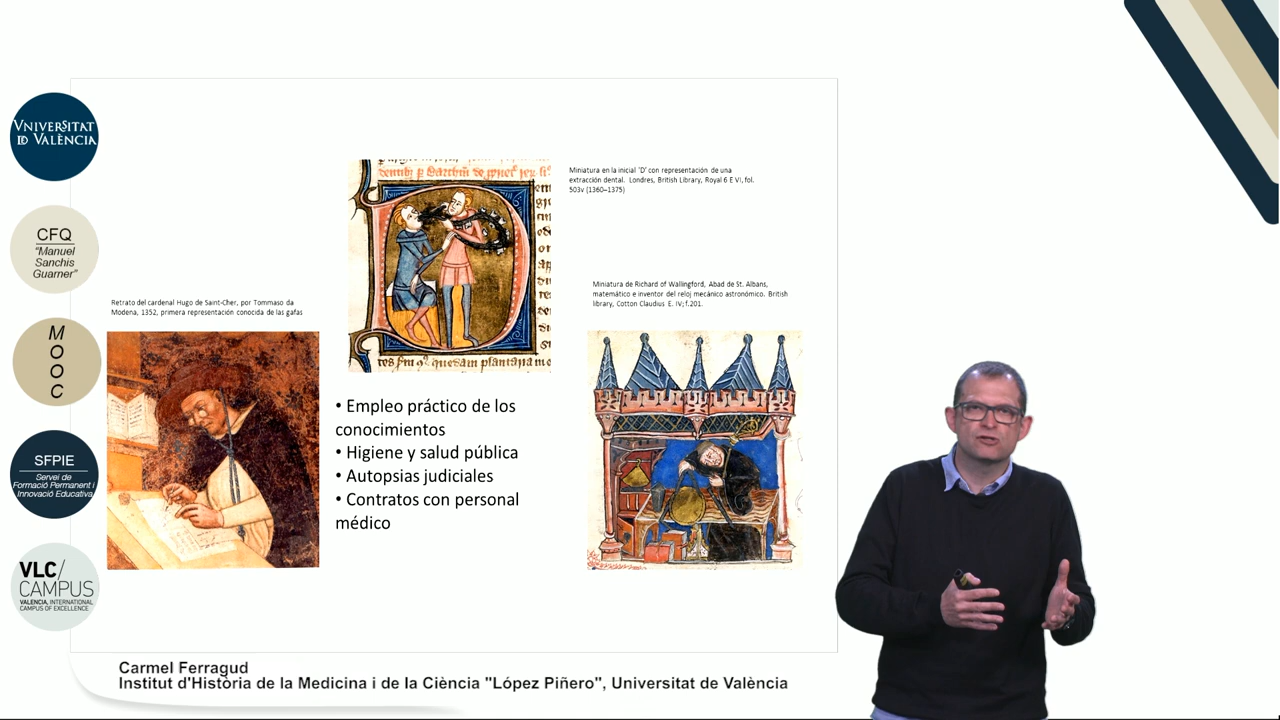 VNIVERSITAT
ID VALÈNCIA
CFQ
"Manuel
Sanchis
Guarner"
M
O
O
C
SFPIE
Servei de
Formació Permanent i
Innovació Educativa
VLC/
CAMPUS
VALENCIA, INTERNATIONAL
CAMPUS OF EXCELLENCE
Retrato del cardenal Hugo de Saint-Cher, por Tommaso da
Modena, 1352, primera representación conocida de las gafas
Miniatura en la inicial 'D' con representación de una
extracción dental. Londres, British Library, Royal 6 E VI, fol.
503v (1360–1375)
Miniatura de Richard of Wallingford, Abad de St. Albans,
matemático e inventor del reloj mecánico astronómico. British
library, Cotton Claudius E. IV; f.201.
• Empleo práctico de los
conocimientos
• Higiene y salud pública
• Autopsias judiciales
• Contratos con personal
médico
Carmel Ferragud
Institut d'Història de la Medicina i de la Ciència "López Piñero", Universitat de València